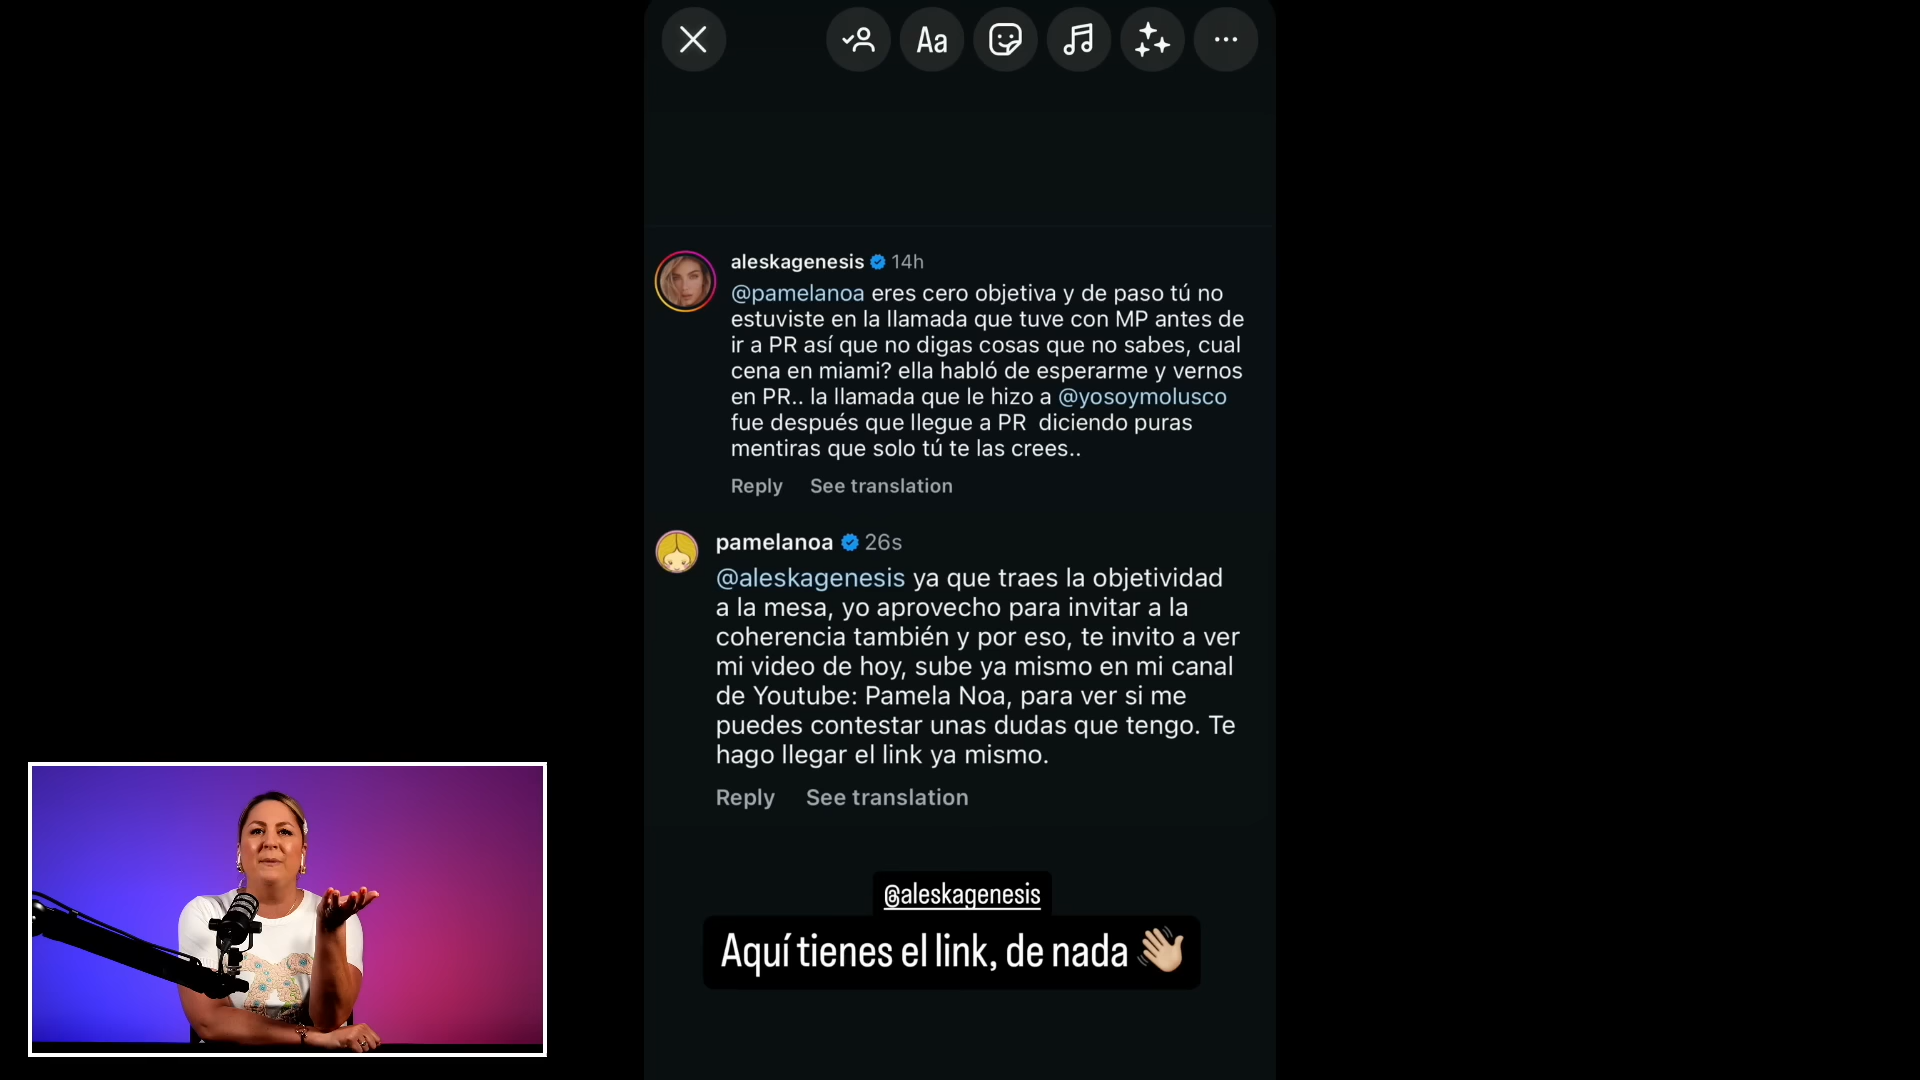 Aa
aleskagenesis 14h
@pamelanoa eres cero objetiva y de paso tú no
estuviste en la llamada que tuve con MP antes de
ir a PR así que no digas cosas que no sabes, cual
cena en miami? ella habló de esperarme y vernos
en PR.. la llamada que le hizo a @yosoymolusco
fue después que llegue a PR  diciendo puras
mentiras que solo tú te las crees..
Reply See translation
pamelanoa 26s
@aleskagenesis ya que traes la objetividad
a la mesa, yo aprovecho para invitar a la
coherencia también y por eso, te invito a ver
mi video de hoy, sube ya mismo en mi canal
de Youtube: Pamela Noa, para ver si me
puedes contestar unas dudas que tengo. Te
hago llegar el link ya mismo.
Reply See translation
@aleskagenesis
Aquí tienes el link, de nada 👋🏼